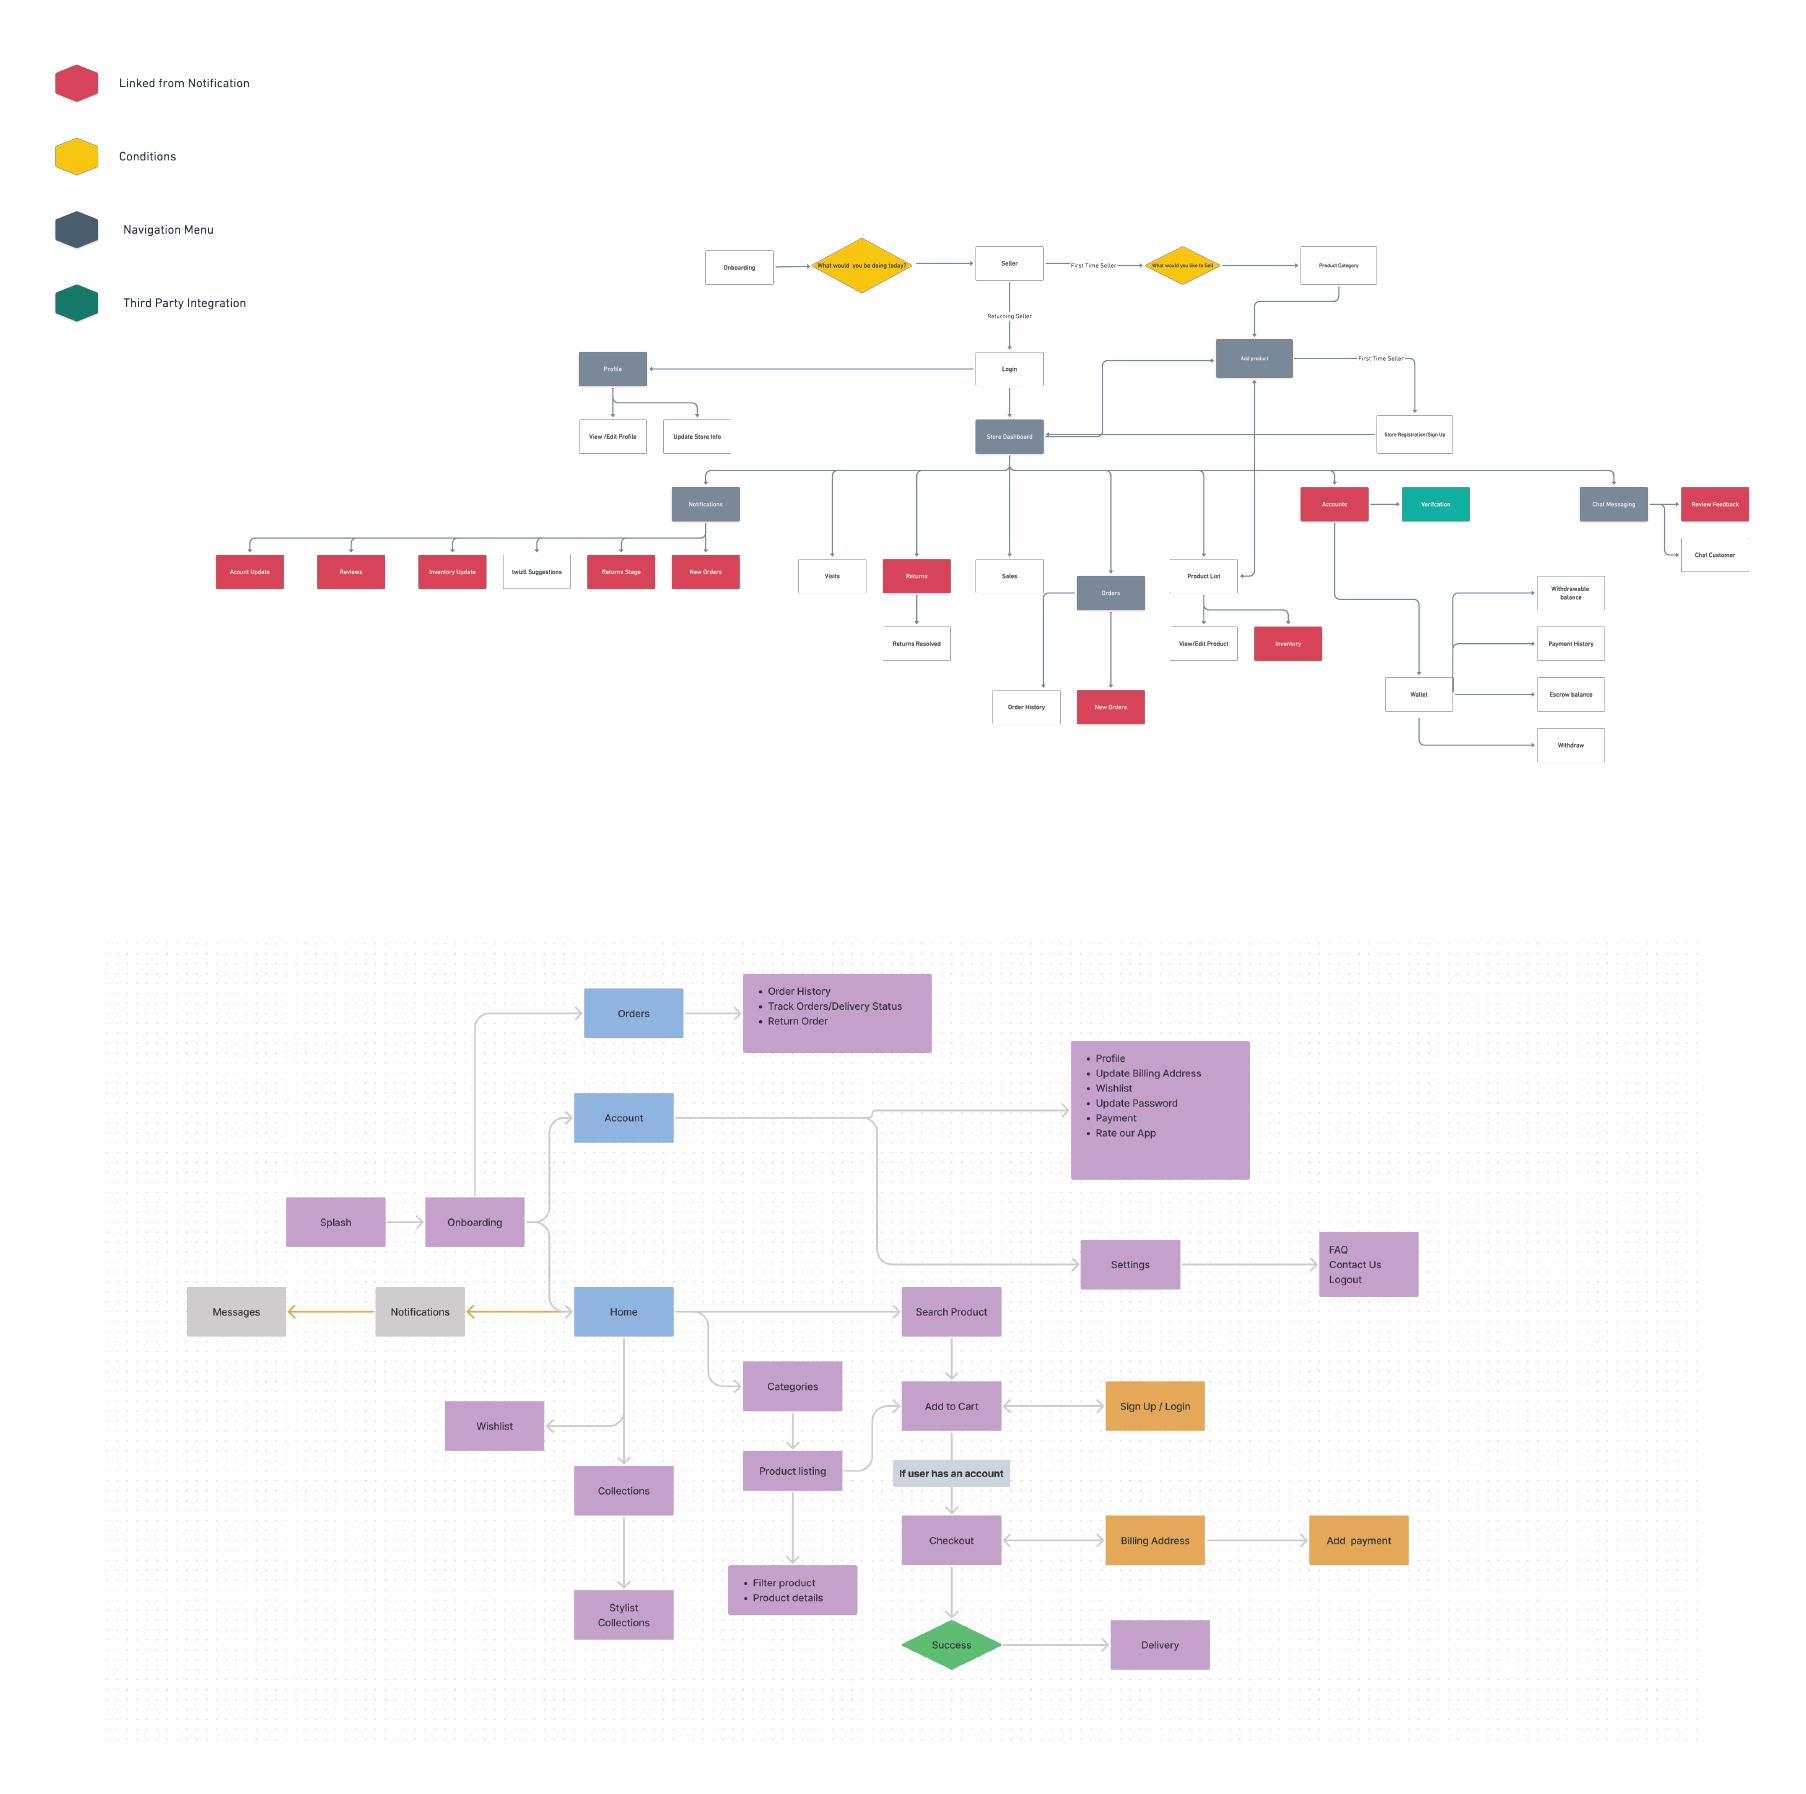 Linked from Notification
Conditions
Navigation Menu
Third Party Integration
Onboarding
What would  you be doing today?
Seller
First Time Seller
What would you like to Sell
Product Category
Returning Seller
Profile
Login
Add product
First Time Seller
View /Edit Profile
Update Store Info
Store Dashboard
Store Registration/Sign Up
Notifications
Accounts
Verifcation
Chat Messaging
Review Feedback
Chat Customer
Acount Update
Reviews
Inventory Update
twizll Suggestions
Returns Stage
New Orders
Visits
Returns
Sales
Orders
Product List
Withdrawable
balance
Returns Resolved
View/Edit Product
Inventory
Payment History
Order History
New Orders
Wallet
Escrow balance
Withdraw
Orders
• Order History
• Track Orders/Delivery Status
• Return Order
Account
• Profile
• Update Billing Address
• Wishlist
• Update Password
• Payment
• Rate our App
Splash
Onboarding
Settings
FAQ
Contact Us
Logout
Messages
Notifications
Home
Search Product
Categories
Add to Cart
Sign Up / Login
Wishlist
Product listing
If user has an account
Collections
Checkout
Billing Address
Add  payment
• Filter product
• Product details
Stylist
Collections
Success
Delivery